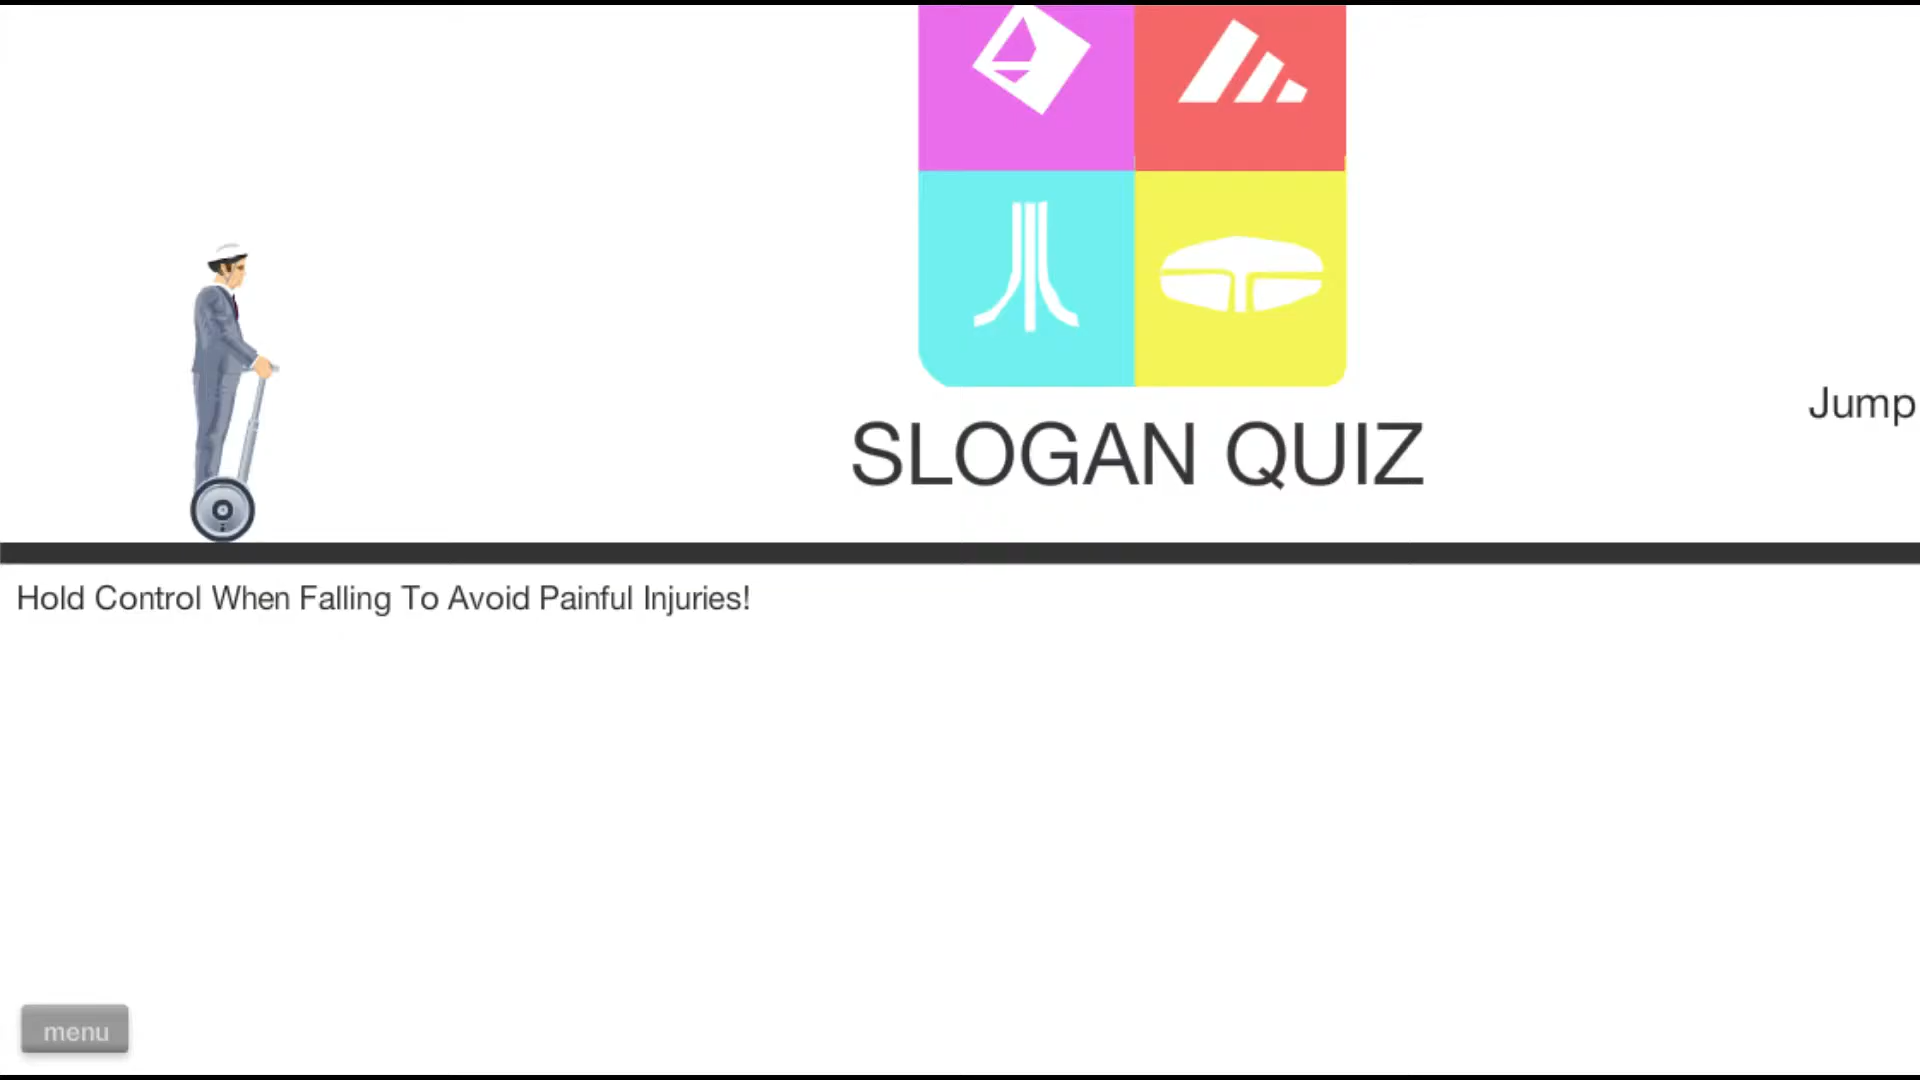 Jump
SLOGAN QUIZ
Hold Control When Falling To Avoid Painful Injuries!
menu